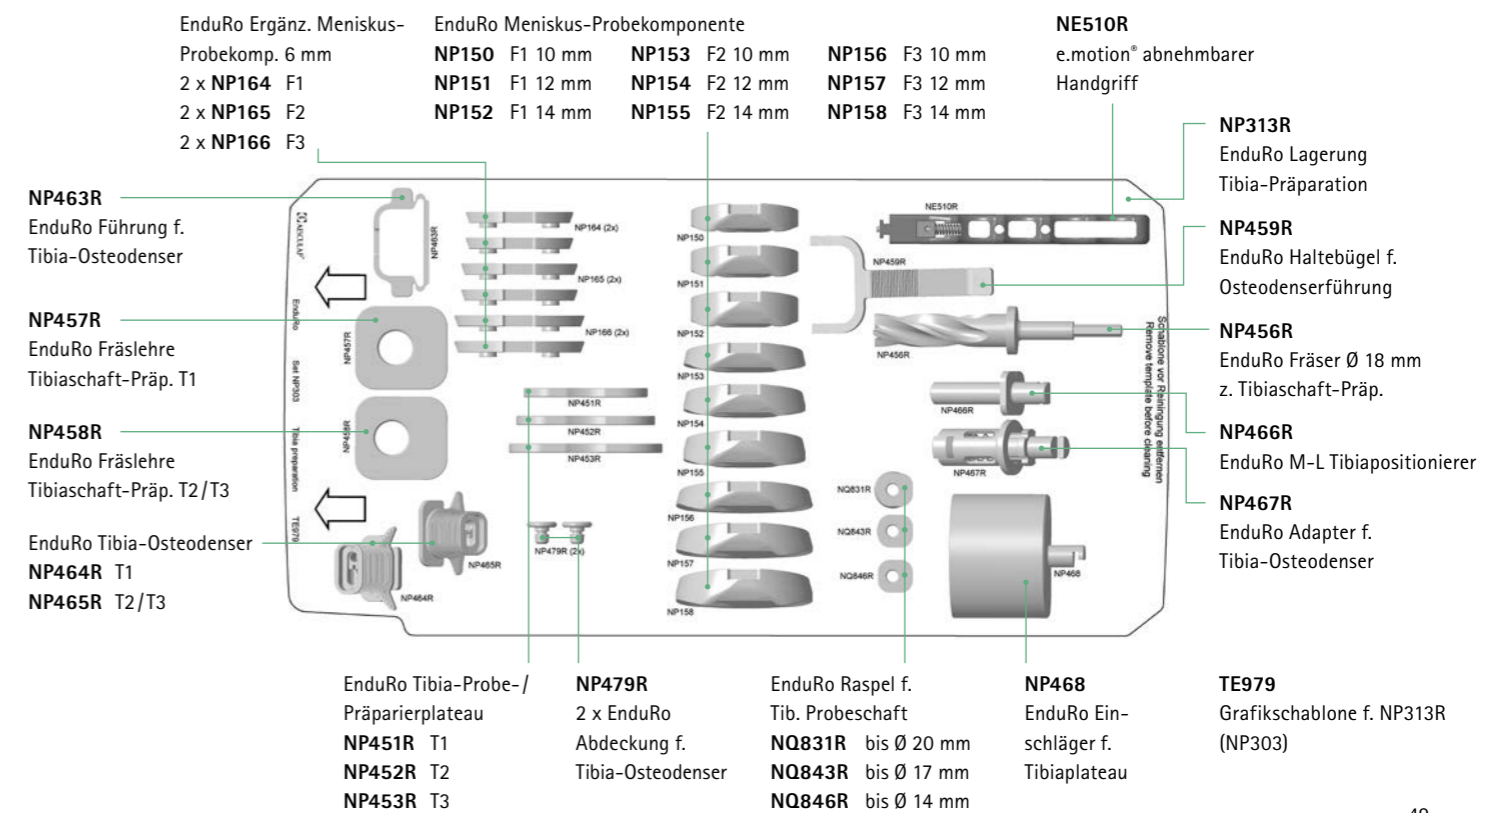 EnduRo Ergänz. Meniskus-
Probekomp. 6 mm
2 x NP164 F1
2 x NP165 F2
2 x NP166 F3
EnduRo Meniskus-Probekomponente
NP150 F1 10 mm NP153 F2 10 mm NP156 F3 10 mm
NP151 F1 12 mm NP154 F2 12 mm NP157 F3 12 mm
NP152 F1 14 mm NP155 F2 14 mm NP158 F3 14 mm
NE510R
e.motion® abnehmbarer
Handgriff
NP313R
EnduRo Lagerung
Tibia-Präparation
NP459R
EnduRo Haltebügel f.
Osteodenserführung
NP456R
EnduRo Fräser Ø 18 mm
z. Tibiaschaft-Präp.
NP466R
EnduRo M-L Tibiapositionierer
NP467R
EnduRo Adapter f.
Tibia-Osteodenser
NP463R
EnduRo Führung f.
Tibia-Osteodenser
NP457R
EnduRo Fräslehre
Tibiaschaft-Präp. T1
NP458R
EnduRo Fräslehre
Tibiaschaft-Präp. T2/T3
EnduRo Tibia-Osteodenser
NP464R T1
NP465R T2/T3
AESCULAP®
EnduRo
Set NP303
Tibia preparation
TE979
NP463R
NP457R
NP458R
NP464R
NP465R
NP164 (2x)
NP165 (2x)
NP166 (2x)
NP451R
NP452R
NP453R
NP479R (2x)
NP150
NP151
NP152
NP153
NP154
NP155
NP156
NP157
NP158
NE510R
NP459R
NP456R
NP466R
NP467R
NQ831R
NQ843R
NQ846R
NP468
Schablone vor Reiningung entfernen
Remove template before cleaning
EnduRo Tibia-Probe-/
Präparierplateau
NP451R T1
NP452R T2
NP453R T3
NP479R
2 x EnduRo
Abdeckung f.
Tibia-Osteodenser
EnduRo Raspel f.
Tib. Probeschaft
NQ831R bis Ø 20 mm
NQ843R bis Ø 17 mm
NQ846R bis Ø 14 mm
NP468
EnduRo Ein-
schläger f.
Tibiaplateau
TE979
Grafikschablone f. NP313R
(NP303)